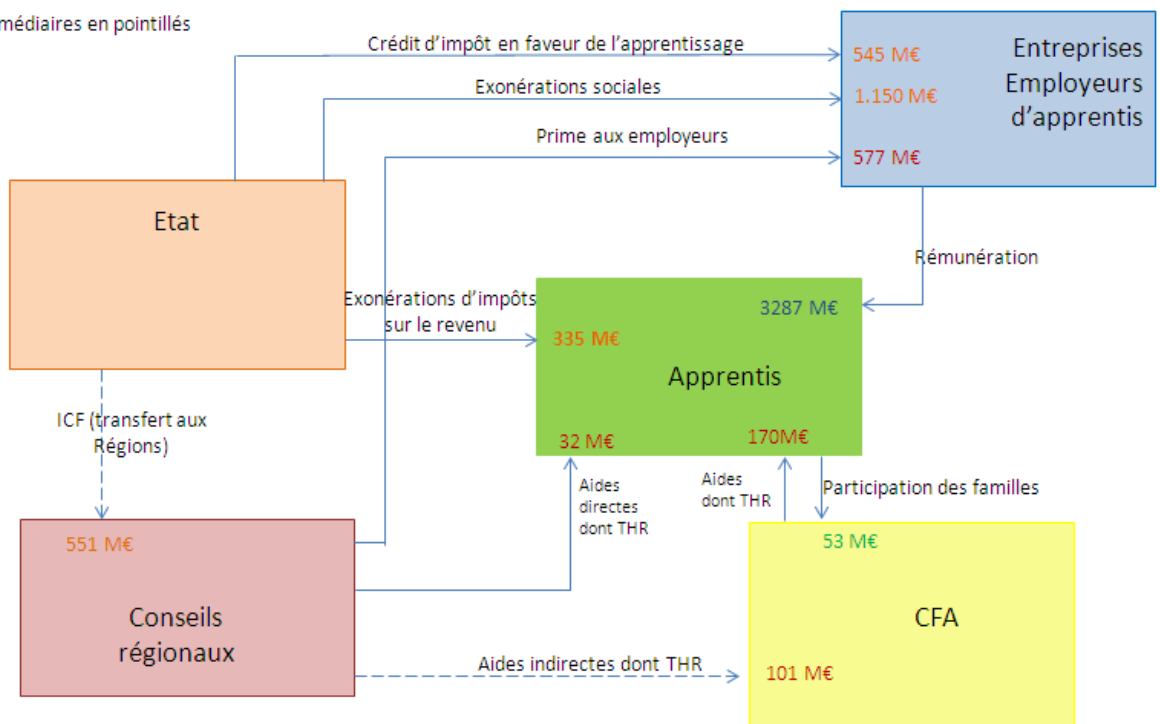 médiaires en pointillés
Crédit d'impôt en faveur de l'apprentissage
545 M€
Entreprises
Employeurs
d'apprentis
Exonérations sociales
1.150 M€
Prime aux employeurs
577 M€
Etat
Rémunération
Exonérations d'impôts
sur le revenu
3287 M€
335 M€
Apprentis
ICF (transfert aux
Régions)
32 M€
170M€
Aides
directes
dont THR
Aides
dont THR
Participation des familles
551 M€
53 M€
Conseils
régionaux
CFA
Aides indirectes dont THR
101 M€